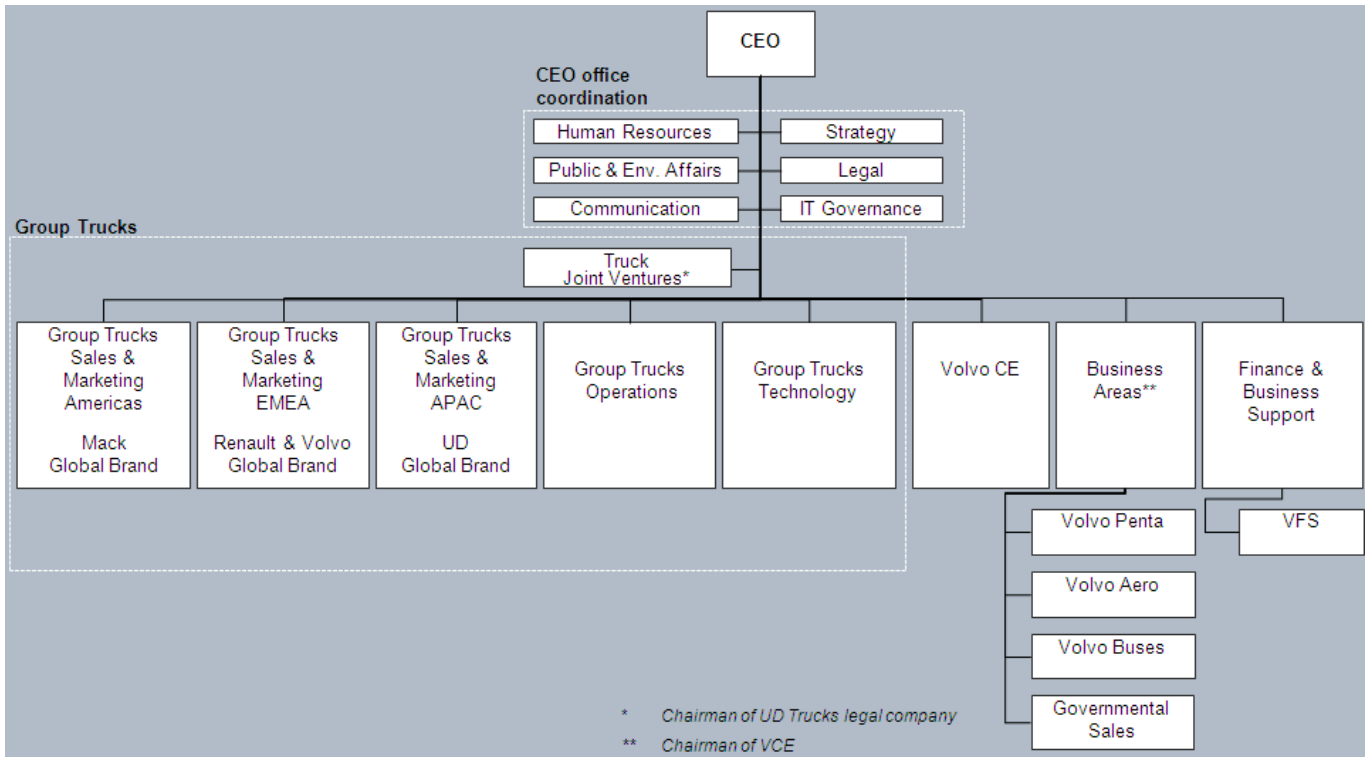 CEO
CEO office
coordination
Human Resources
Strategy
Public & Env. Affairs
Legal
Communication
IT Governance
Group Trucks
Truck
Joint Ventures*
Group Trucks
Sales &
Marketing
Americas
Mack
Global Brand
Group Trucks
Sales &
Marketing
EMEA
Renault & Volvo
Global Brand
Group Trucks
Sales &
Marketing
APAC
UD
Global Brand
Group Trucks
Operations
Group Trucks
Technology
Volvo CE
Business
Areas**
Finance &
Business
Support
Volvo Penta
VFS
Volvo Aero
Volvo Buses
Governmental
Sales
* Chairman of UD Trucks legal company
** Chairman of VCE